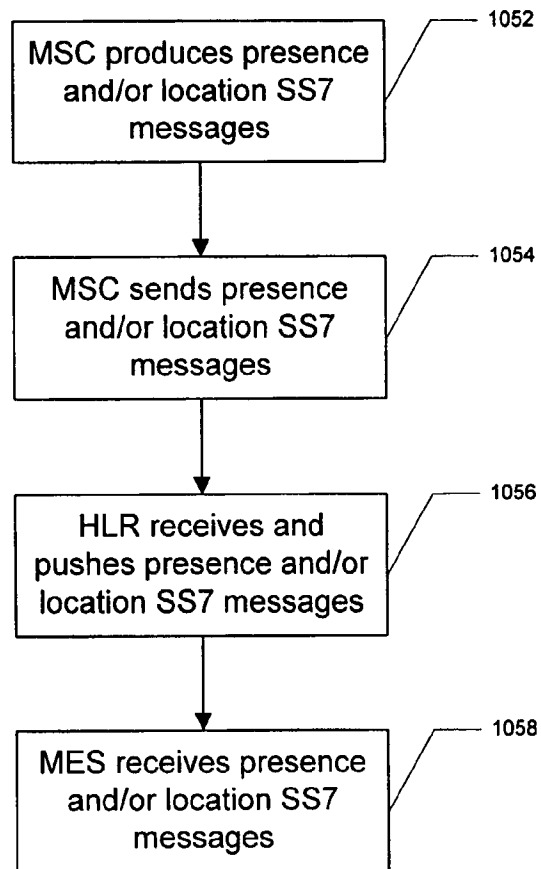 1052
MSC produces presence
and/or location SS7
messages
1054
MSC sends presence
and/or location SS7
messages
1056
HLR receives and
pushes presence and/or
location SS7 messages
1058
MES receives presence
and/or location SS7
messages